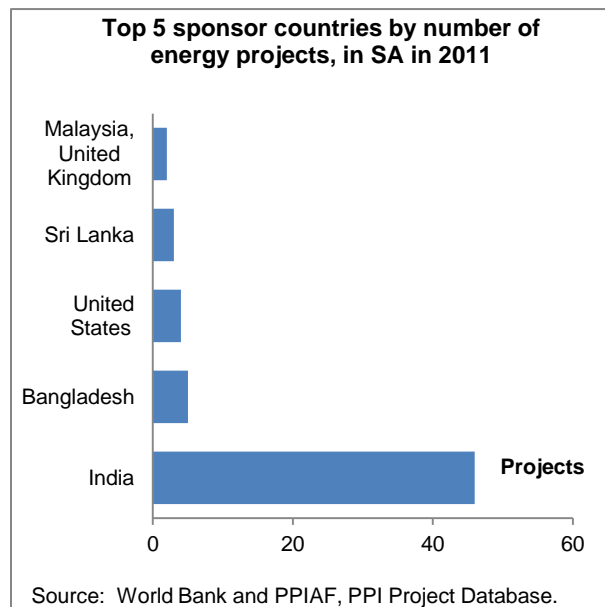 Top 5 sponsor countries by number of
energy projects, in SA in 2011
Malaysia,
United
Kingdom
Sri Lanka
United
States
Bangladesh
India
Projects
0
20
40
60
Source:  World Bank and PPIAF, PPI Project Database.